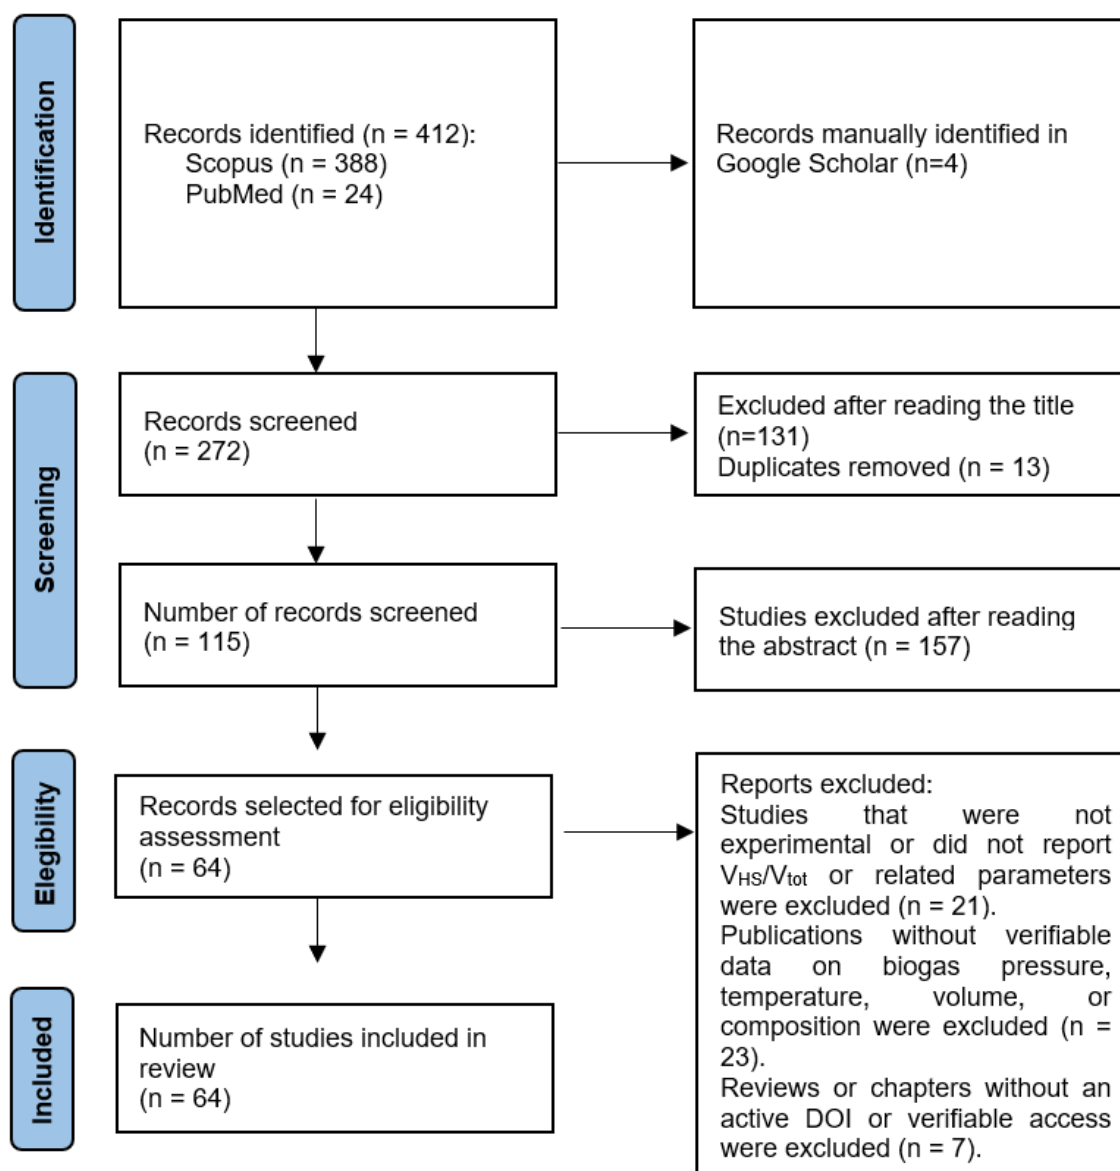 Identification
Records identified (n = 412):
Scopus (n = 388)
PubMed (n = 24)
Records manually identified in
Google Scholar (n=4)
Screening
Records screened
(n = 272)
Excluded after reading the title
(n=131)
Duplicates removed (n = 13)
Number of records screened
(n = 115)
Studies excluded after reading
the abstract (n = 157)
Elegibility
Records selected for eligibility
assessment
(n = 64)
Reports excluded:
Studies that were not
experimental or did not report
VHS/Vtot or related parameters
were excluded (n = 21).
Publications without verifiable
data on biogas pressure,
temperature, volume, or
composition were excluded (n =
23).
Reviews or chapters without an
active DOI or verifiable access
were excluded (n = 7).
Included
Number of studies included in
review
(n = 64)